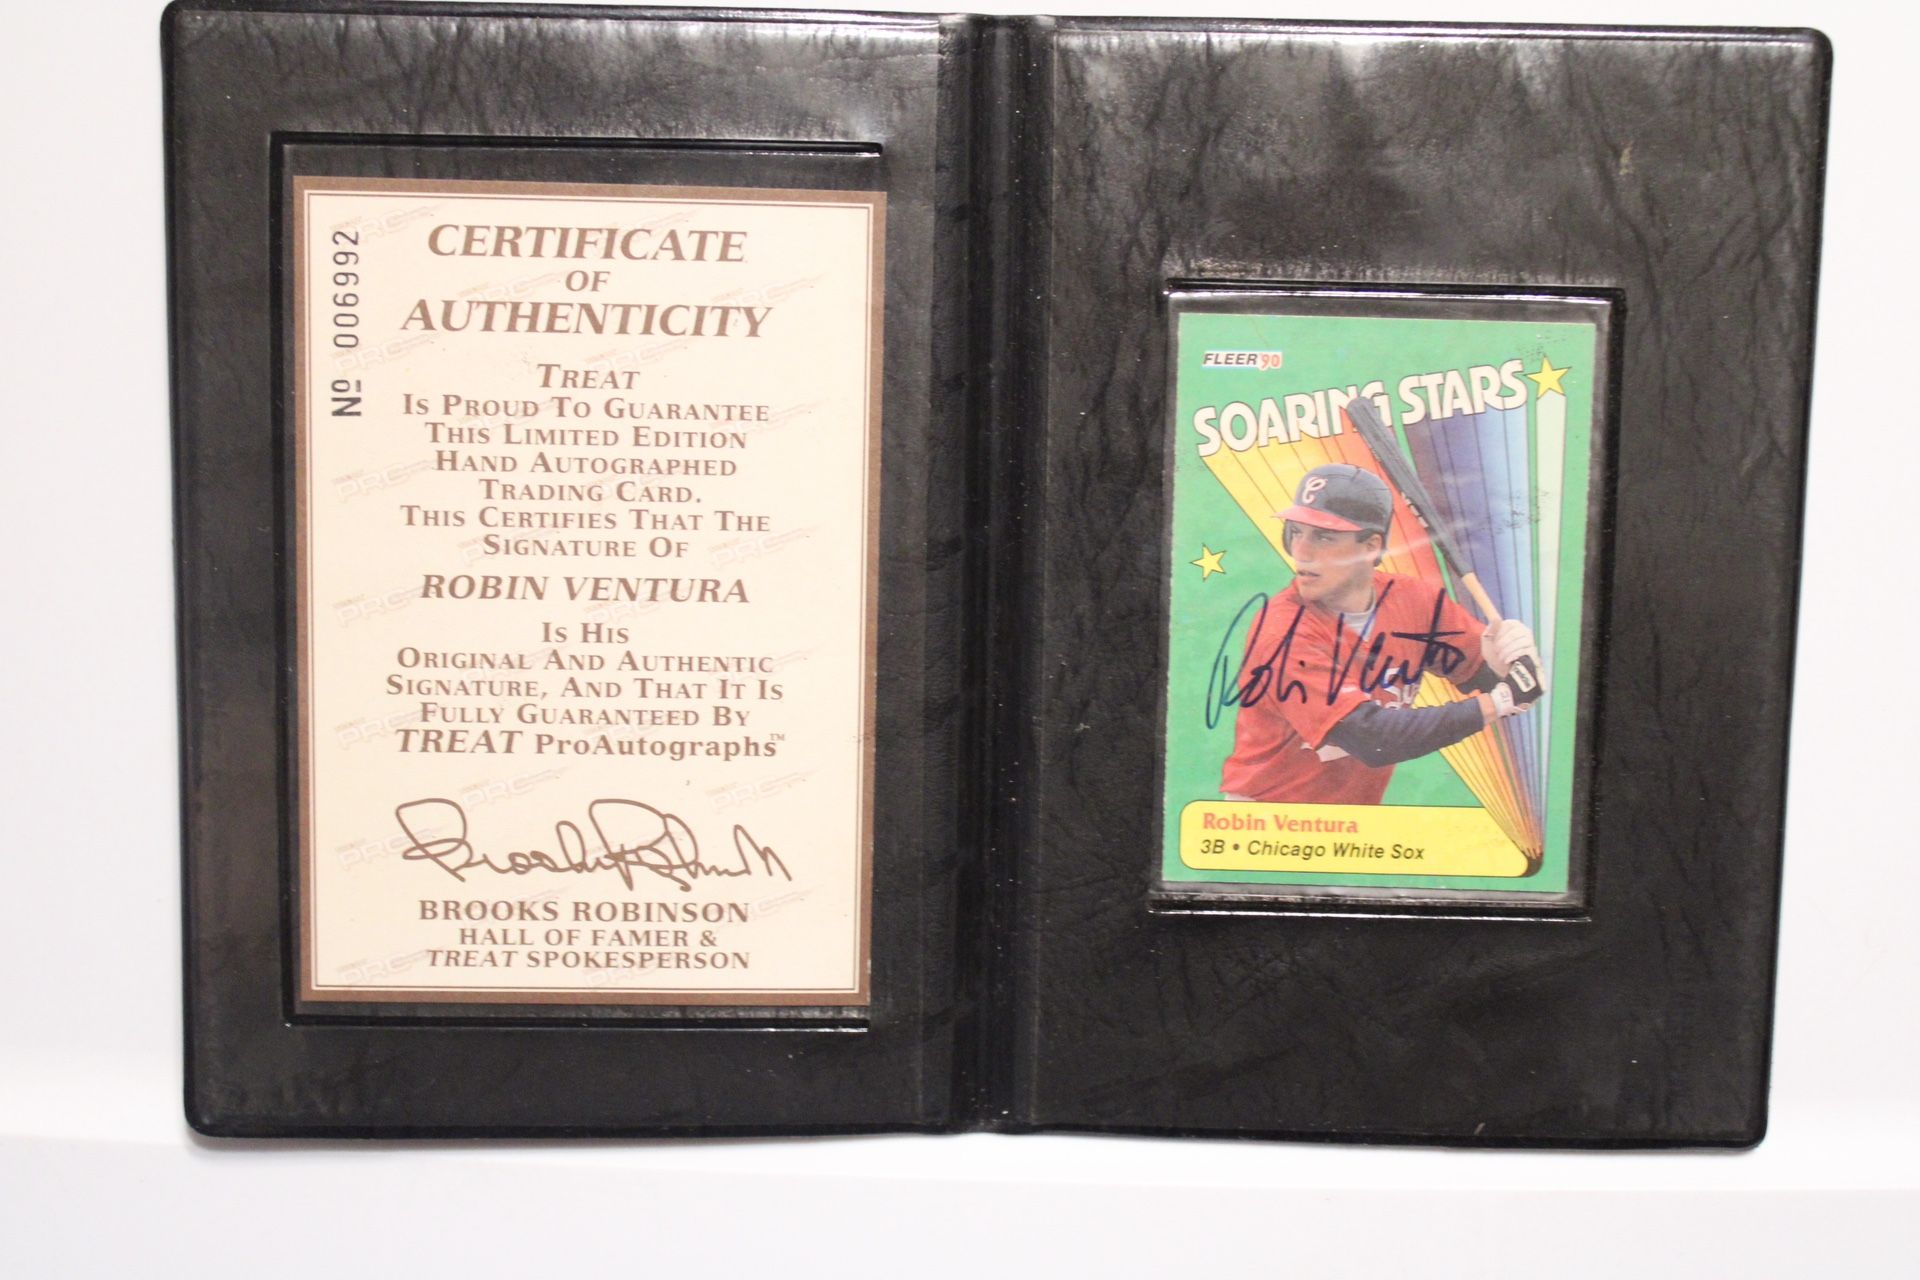 Nº 006992
CERTIFICATE
OF
AUTHENTICITY
TREAT
IS PROUD TO GUARANTEE
THIS LIMITED EDITION
HAND AUTOGRAPHED
TRADING CARD.
THIS CERTIFIES THAT THE
SIGNATURE OF
ROBIN VENTURA
IS HIS
ORIGINAL AND AUTHENTIC
SIGNATURE, AND THAT IT IS
FULLY GUARANTEED BY
TREAT ProAutographs™
Brooks Robinson
BROOKS ROBINSON
HALL OF FAMER &
TREAT SPOKESPERSON
FLEER '90
SOARING STARS
C
Robin Ventura
Robin Ventura
3B • Chicago White Sox